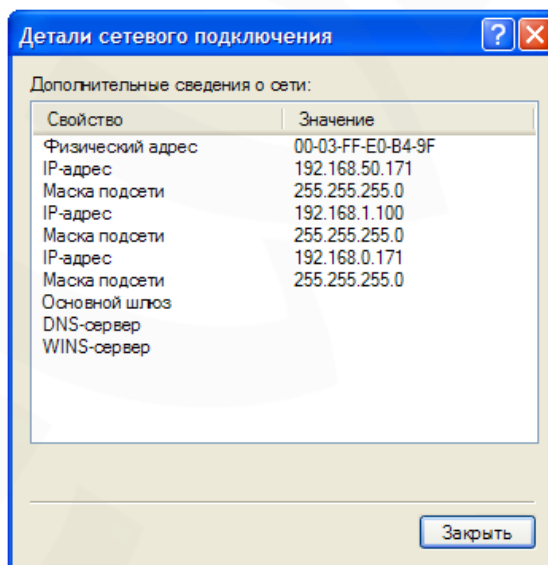 Детали сетевого подключения
Дополнительные сведения о сети:
Свойство Значение
Физический адрес 00-03-FF-E0-B4-9F
IP-адрес 192.168.50.171
Маска подсети 255.255.255.0
IP-адрес 192.168.1.100
Маска подсети 255.255.255.0
IP-адрес 192.168.0.171
Маска подсети 255.255.255.0
Основной шлюз
DNS-сервер
WINS-сервер
Закрыть